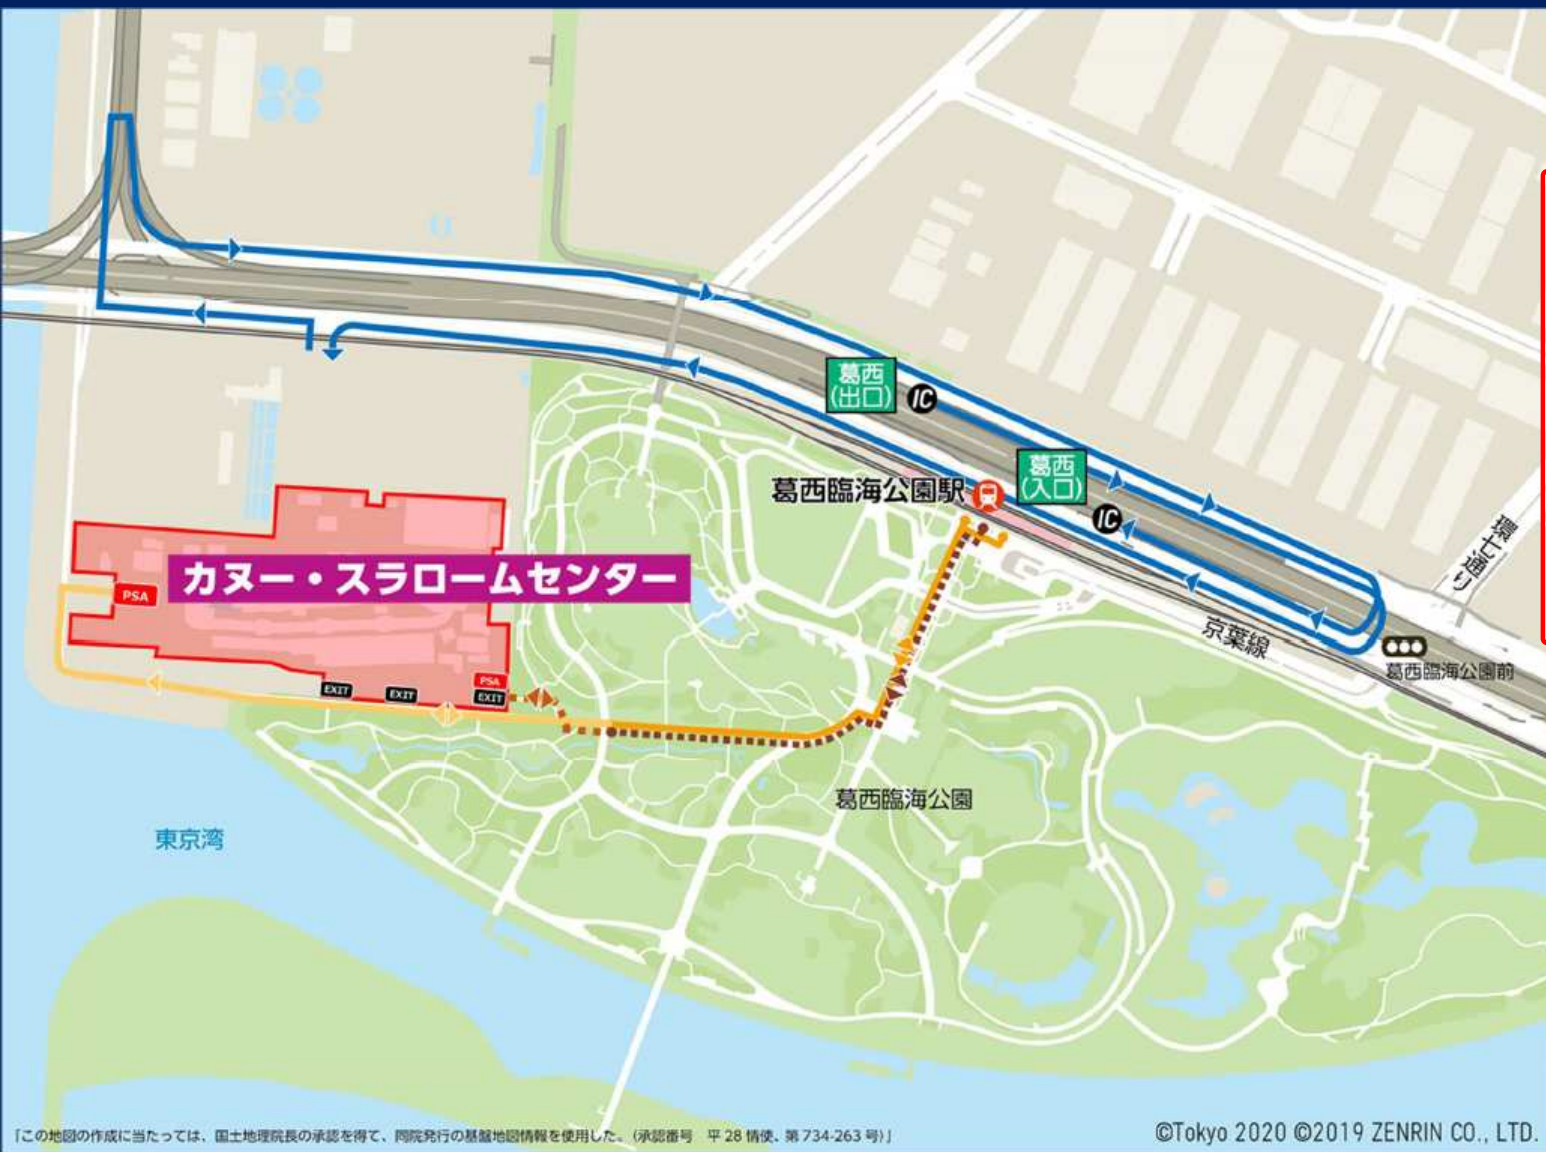 葛西
(出口)
IC
葛西
(入口)
IC
葛西臨海公園駅
環七通り
カヌー・スラロームセンター
PSA
京葉線
葛西臨海公園前
PSA
EXIT
EXIT
EXIT
葛西臨海公園
東京湾
「この地図の作成に当たっては、国土地理院長の承認を得て、同院発行の基盤地図情報を使用した。(承認番号 平 28 情使、第 734-263 号)」
©Tokyo 2020 ©2019 ZENRIN CO., LTD.